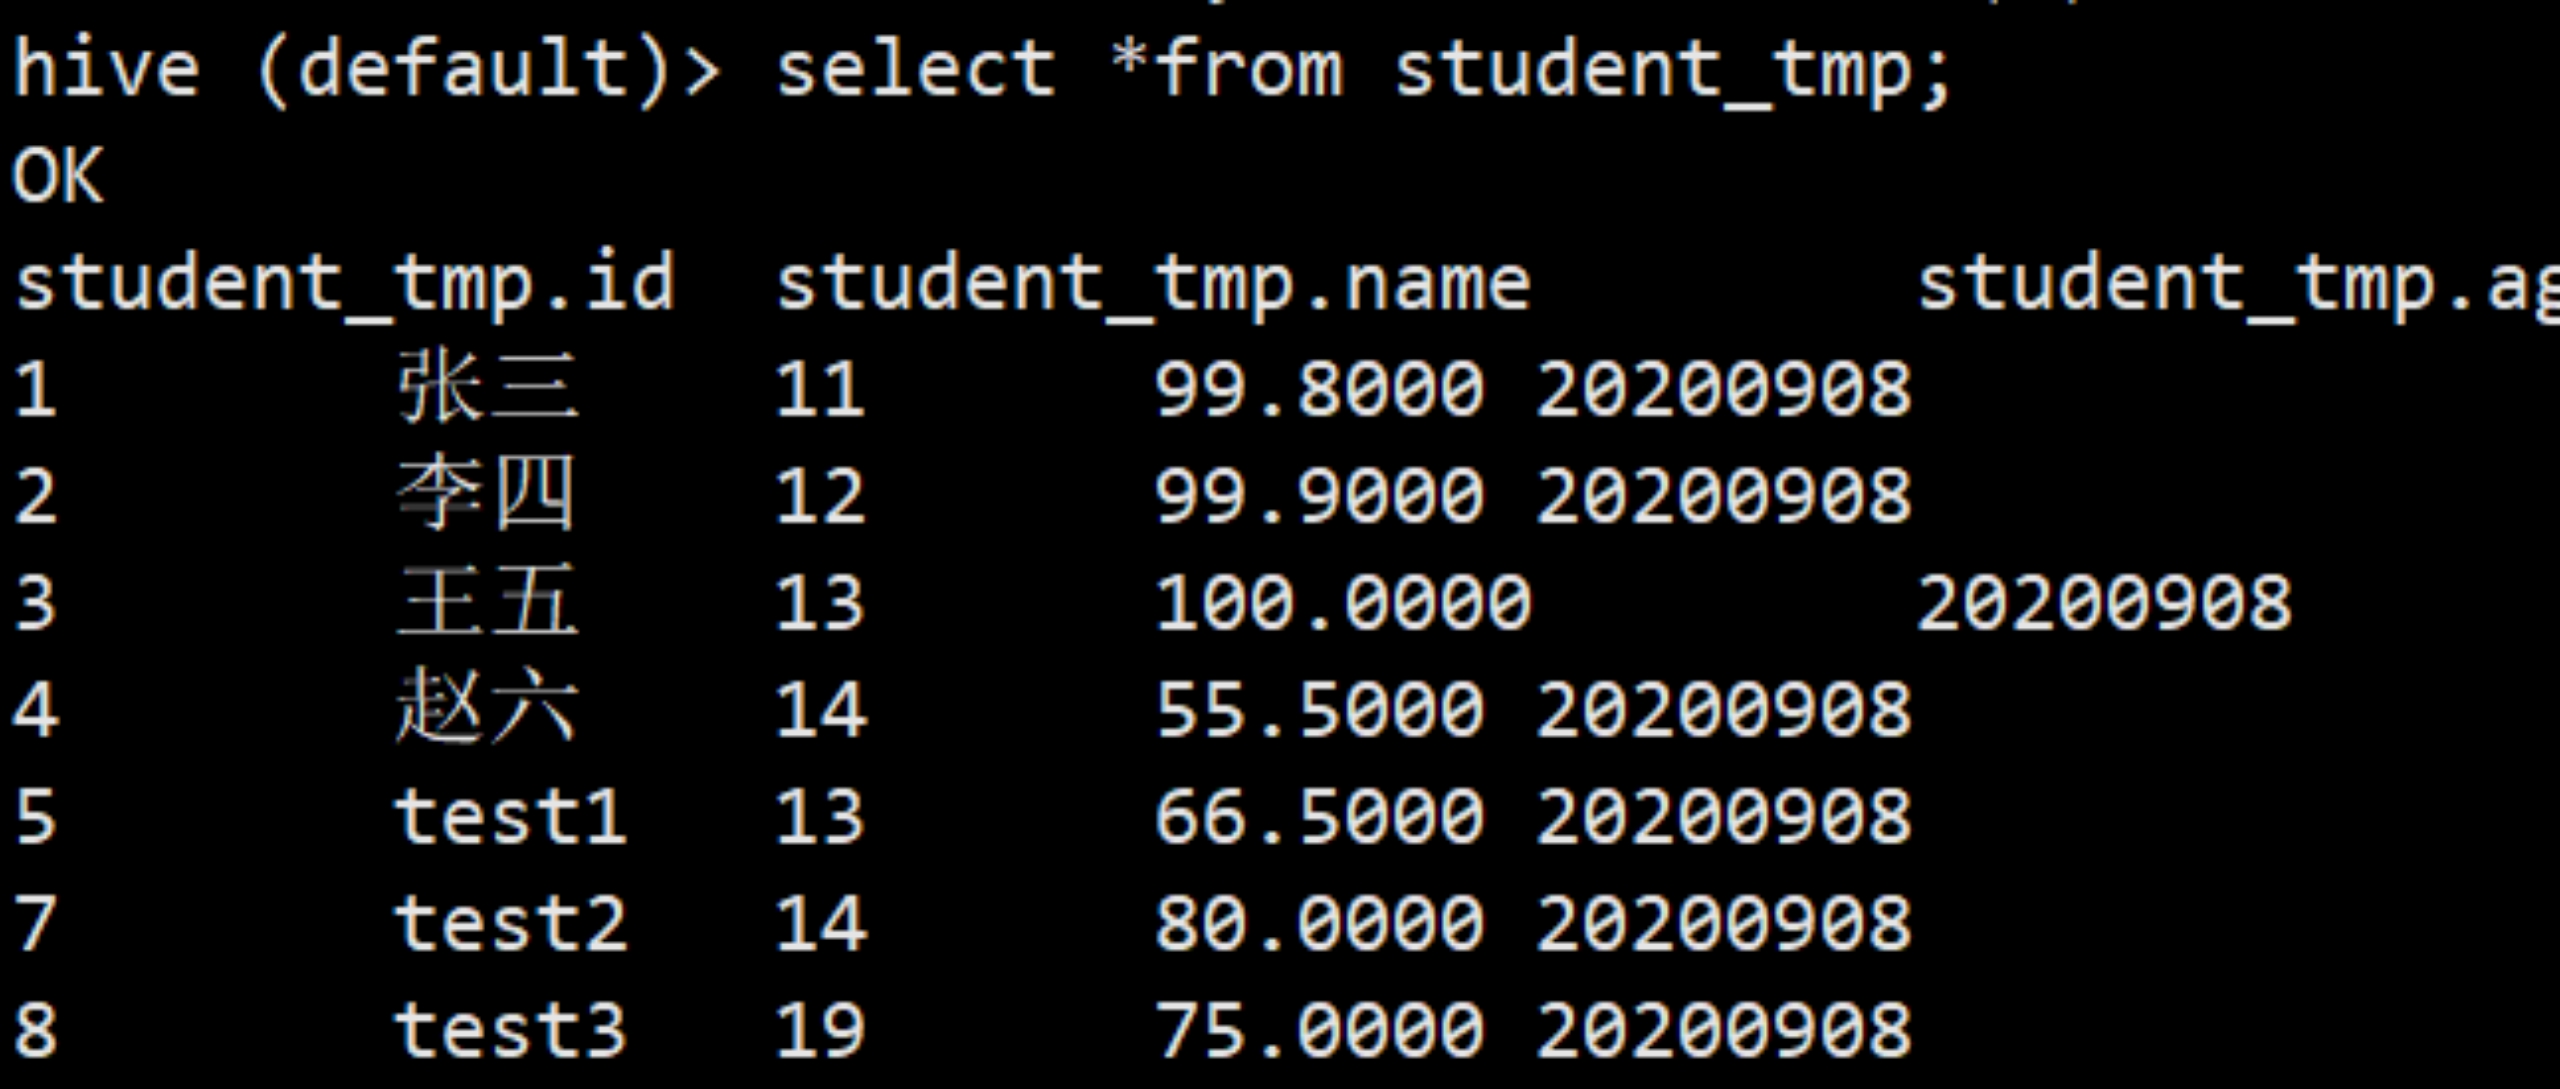 hive (default)> select *from student_tmp;
OK
student_tmp.id student_tmp.name student_tmp.ag
1 张三 11 99.8000 20200908
2 李四 12 99.9000 20200908
3 王五 13 100.0000 20200908
4 赵六 14 55.5000 20200908
5 test1 13 66.5000 20200908
7 test2 14 80.0000 20200908
8 test3 19 75.0000 20200908